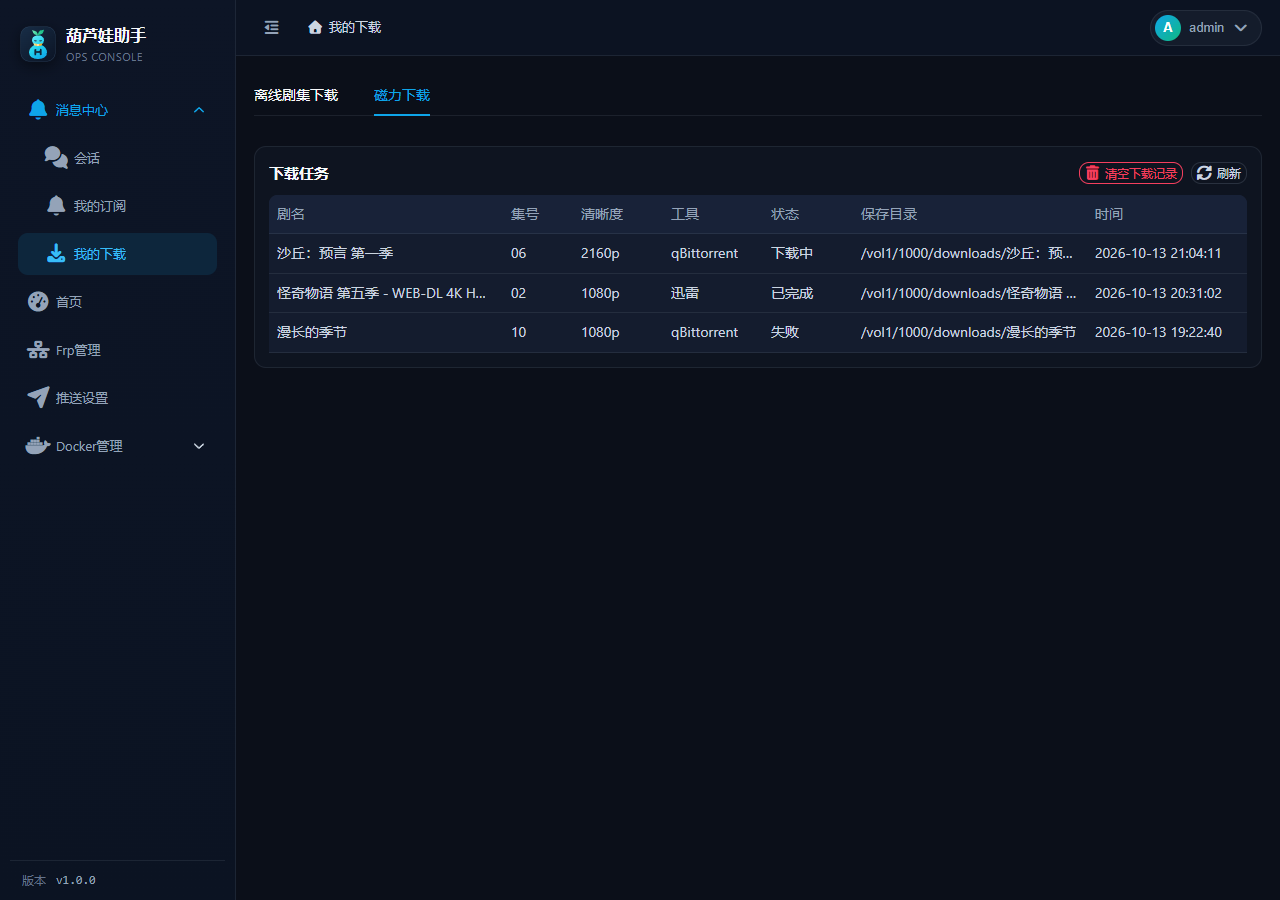 葫芦娃助手
OPS CONSOLE
消息中心
会话
我的订阅
我的下载
首页
Frp管理
推送设置
Docker管理
版本 v1.0.0
我的下载
A admin
离线剧集下载 磁力下载
下载任务 清空下载记录 刷新
剧名 集号 清晰度 工具 状态 保存目录 时间
沙丘：预言 第一季 06 2160p qBittorrent 下载中 /vol1/1000/downloads/沙丘：预... 2026-10-13 21:04:11
怪奇物语 第五季 - WEB-DL 4K H... 02 1080p 迅雷 已完成 /vol1/1000/downloads/怪奇物语 ... 2026-10-13 20:31:02
漫长的季节 10 1080p qBittorrent 失败 /vol1/1000/downloads/漫长的季节 2026-10-13 19:22:40